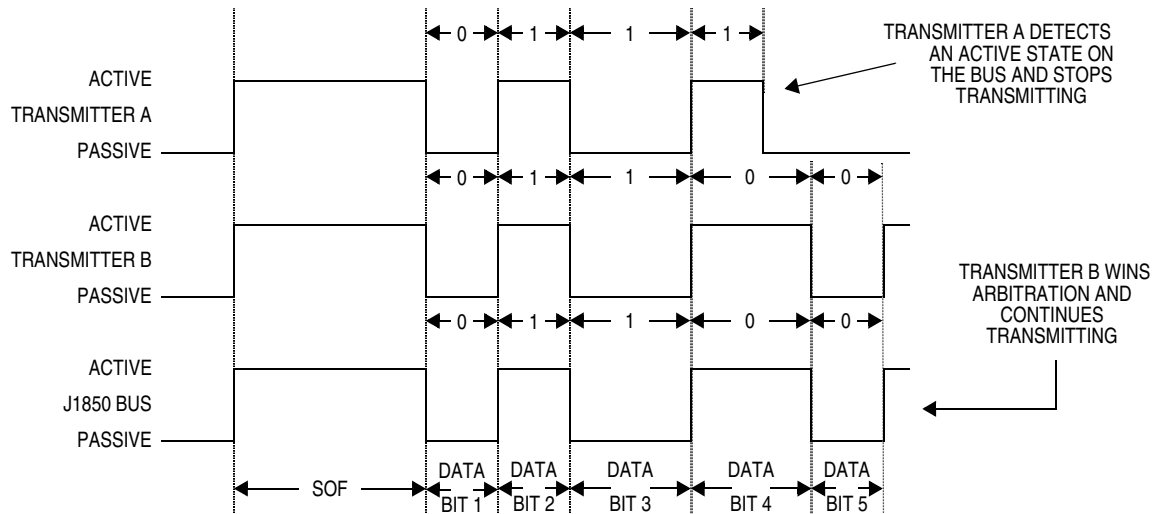 0 1 1 1
TRANSMITTER A DETECTS
AN ACTIVE STATE ON
THE BUS AND STOPS
TRANSMITTING
ACTIVE
TRANSMITTER A
PASSIVE
0 1 1 0 0
ACTIVE
TRANSMITTER B
PASSIVE
TRANSMITTER B WINS
ARBITRATION AND
CONTINUES
TRANSMITTING
0 1 1 0 0
ACTIVE
J1850 BUS
PASSIVE
SOF
DATA
BIT 1
DATA
BIT 2
DATA
BIT 3
DATA
BIT 4
DATA
BIT 5